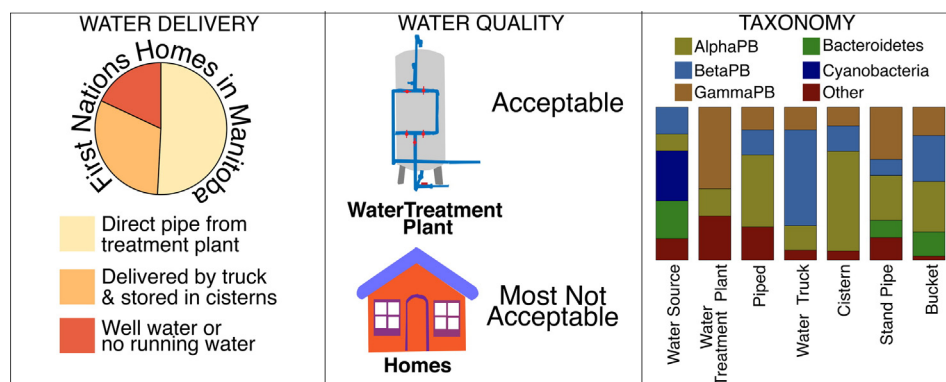 WATER DELIVERY
First Nations Homes in Manitoba
Direct pipe from
treatment plant
Delivered by truck
& stored in cisterns
Well water or
no running water
WATER QUALITY
Acceptable
WaterTreatment
Plant
Most Not
Acceptable
Homes
TAXONOMY
AlphaPB
BetaPB
GammaPB
Bacteroidetes
Cyanobacteria
Other
Water Source
Water
Treatment Plant
Piped
Water Truck
Cistern
Stand Pipe
Bucket